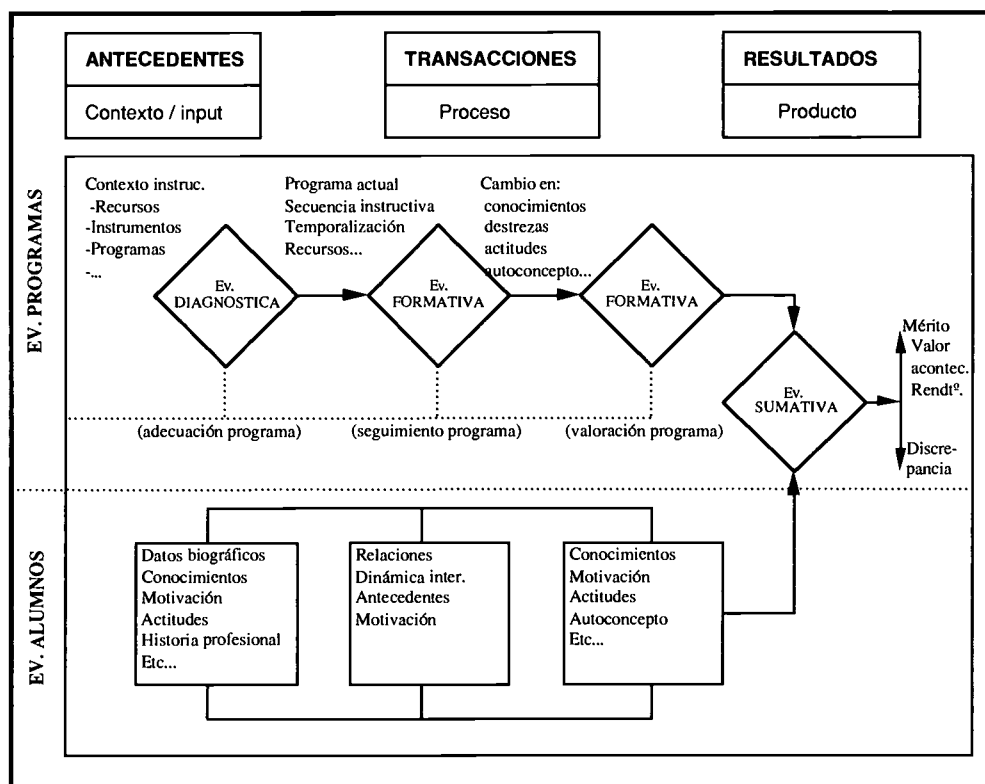 ANTECEDENTES
Contexto / input
TRANSACCIONES
Proceso
RESULTADOS
Producto
EV. PROGRAMAS
Contexto instruc.
-Recursos
-Instrumentos
-Programas
-...
Programa actual
Secuencia instructiva
Temporalización
Recursos...
Cambio en:
conocimientos
destrezas
actitudes
autoconcepto...
Ev.
DIAGNOSTICA
Ev.
FORMATIVA
Ev.
FORMATIVA
Ev.
SUMATIVA
Mérito
Valor
acontec.
Rendtº.
Discre-
pancia
(adecuación programa)
(seguimiento programa)
(valoración programa)
EV. ALUMNOS
Datos biográficos
Conocimientos
Motivación
Actitudes
Historia profesional
Etc...
Relaciones
Dinámica inter.
Antecedentes
Motivación
Conocimientos
Motivación
Actitudes
Autoconcepto
Etc...